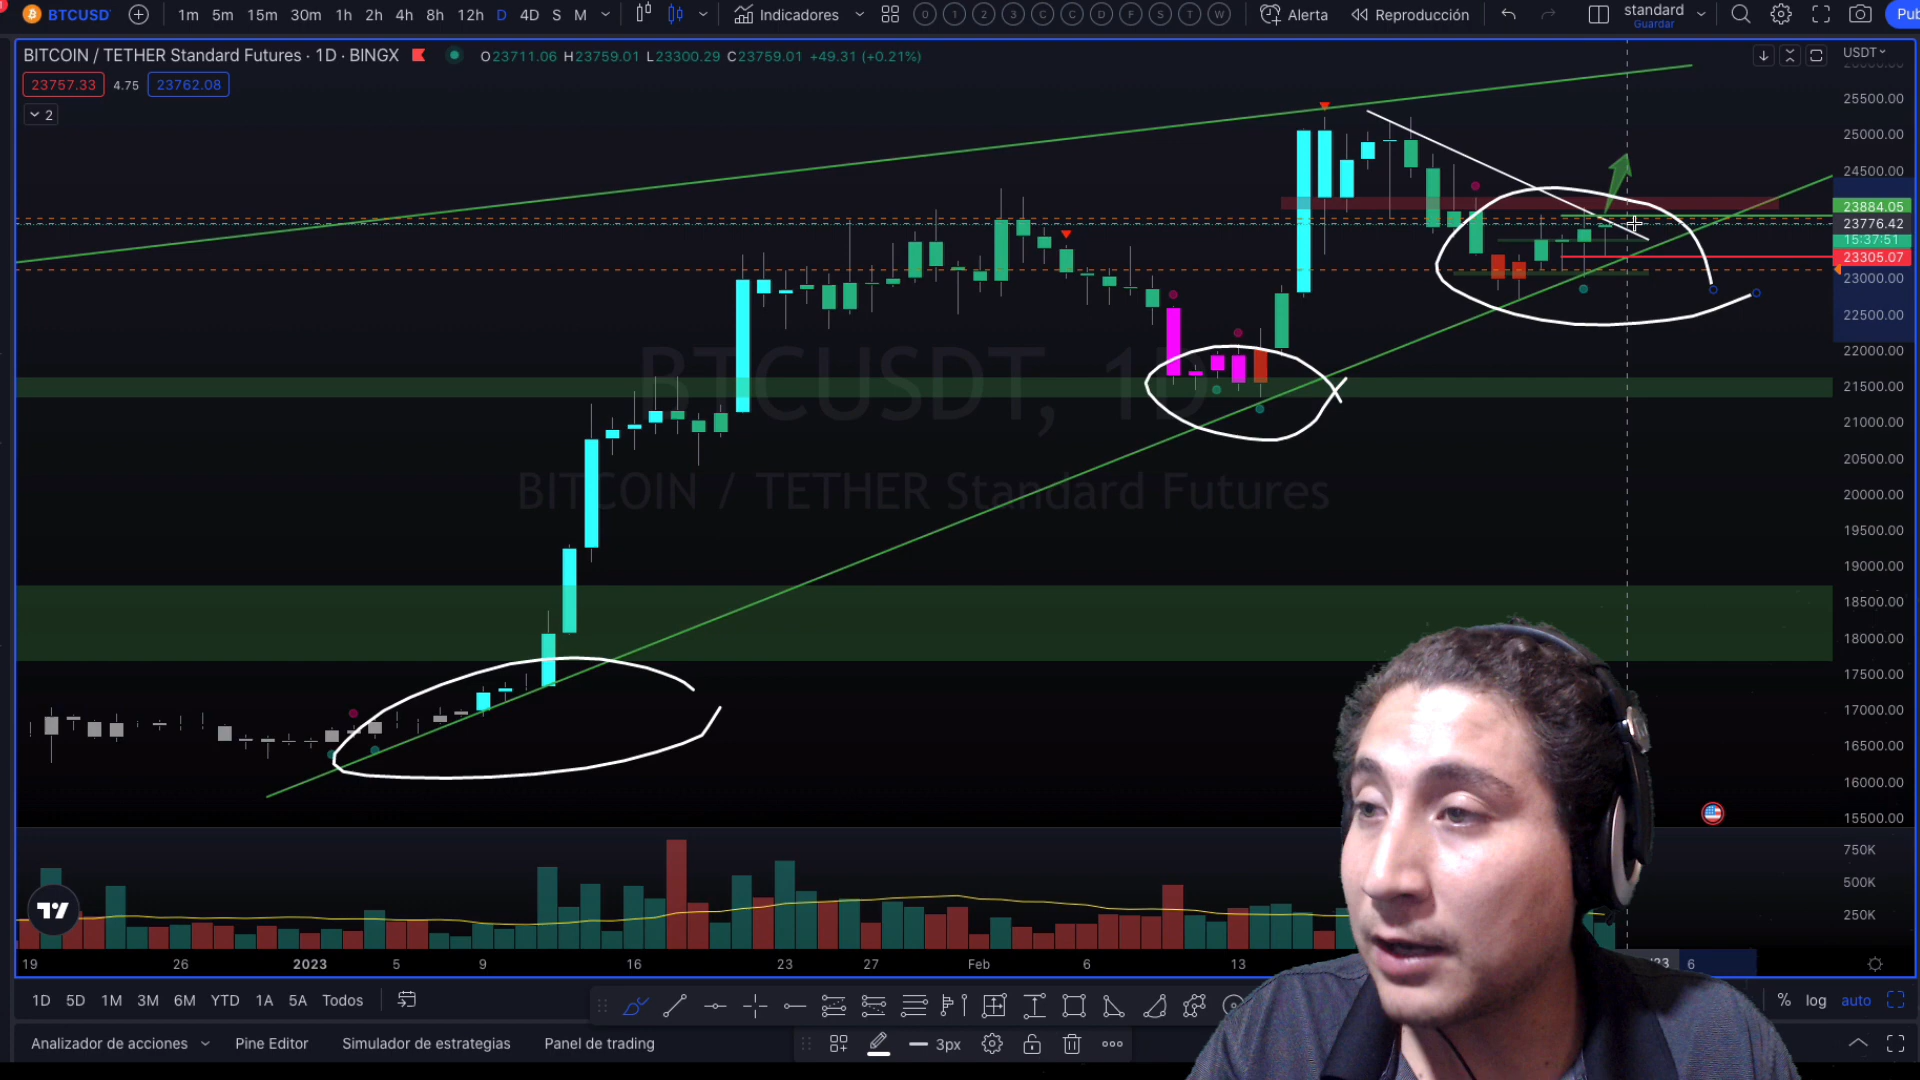 BTCUSD 1m 5m 15m 30m 1h 2h 4h 8h 12h D 4D S M Indicadores 0 1 2 3 C C D F S T W Alerta Reproducción standard Guardar Pub
BITCOIN / TETHER Standard Futures · 1D · BINGX O23711.06 H23759.01 L23300.29 C23759.01 +49.31 (+0.21%) USDT
23757.33 4.75 23762.08
2
25500.00
25000.00
24500.00
23884.05
23776.42
15:37:51
23305.07
23000.00
22500.00
22000.00
21500.00
21000.00
20500.00
20000.00
19500.00
19000.00
18500.00
18000.00
17500.00
17000.00
16500.00
16000.00
15500.00
BTCUSDT, 1D
BITCOIN / TETHER Standard Futures
750K
500K
250K
19 26 2023 5 9 16 23 27 Feb 6 13 6
1D 5D 1M 3M 6M YTD 1A 5A Todos % log auto
Analizador de acciones Pine Editor Simulador de estrategias Panel de trading 3px